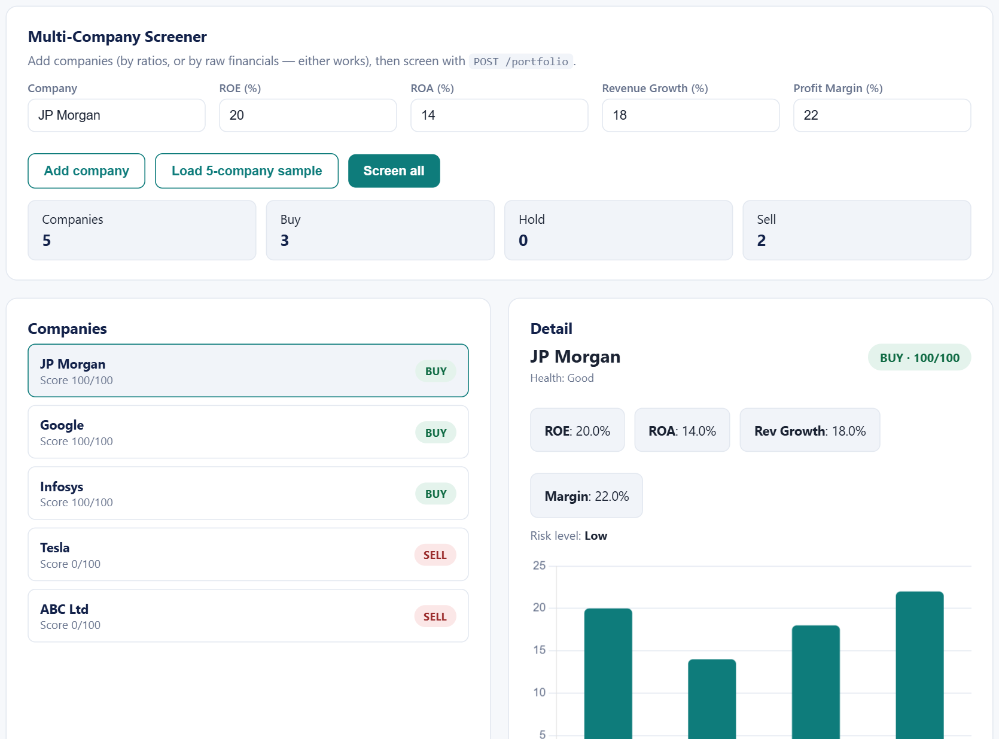 Multi-Company Screener
Add companies (by ratios, or by raw financials — either works), then screen with POST /portfolio.
Company
ROE (%)
ROA (%)
Revenue Growth (%)
Profit Margin (%)
JP Morgan
20
14
18
22
Add company
Load 5-company sample
Screen all
Companies
5
Buy
3
Hold
0
Sell
2
Companies
JP Morgan
Score 100/100
BUY
Google
Score 100/100
BUY
Infosys
Score 100/100
BUY
Tesla
Score 0/100
SELL
ABC Ltd
Score 0/100
SELL
Detail
JP Morgan
BUY · 100/100
Health: Good
ROE: 20.0%
ROA: 14.0%
Rev Growth: 18.0%
Margin: 22.0%
Risk level: Low
25
20
15
10
5